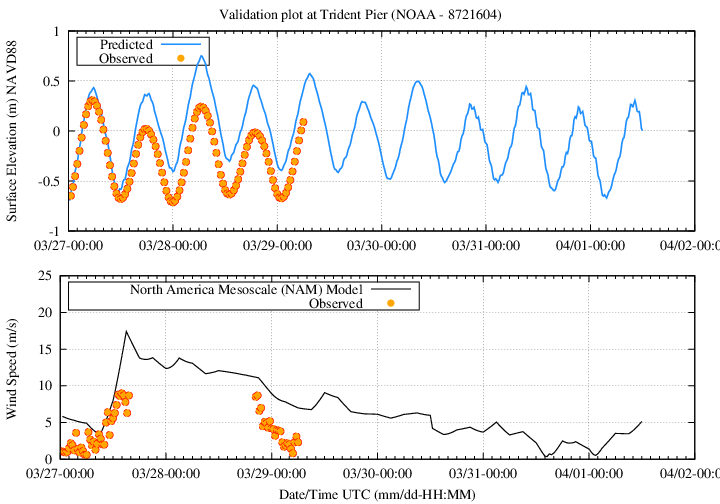 Validation plot at Trident Pier (NOAA - 8721604)
Surface Elevation (m) NAVD88
Predicted
Observed
1
0.5
0
-0.5
-1
03/27-00:00 03/28-00:00 03/29-00:00 03/30-00:00 03/31-00:00 04/01-00:00 04/02-00:00
Wind Speed (m/s)
North America Mesoscale (NAM) Model
Observed
25
20
15
10
5
0
03/27-00:00 03/28-00:00 03/29-00:00 03/30-00:00 03/31-00:00 04/01-00:00 04/02-00:00
Date/Time UTC (mm/dd-HH:MM)